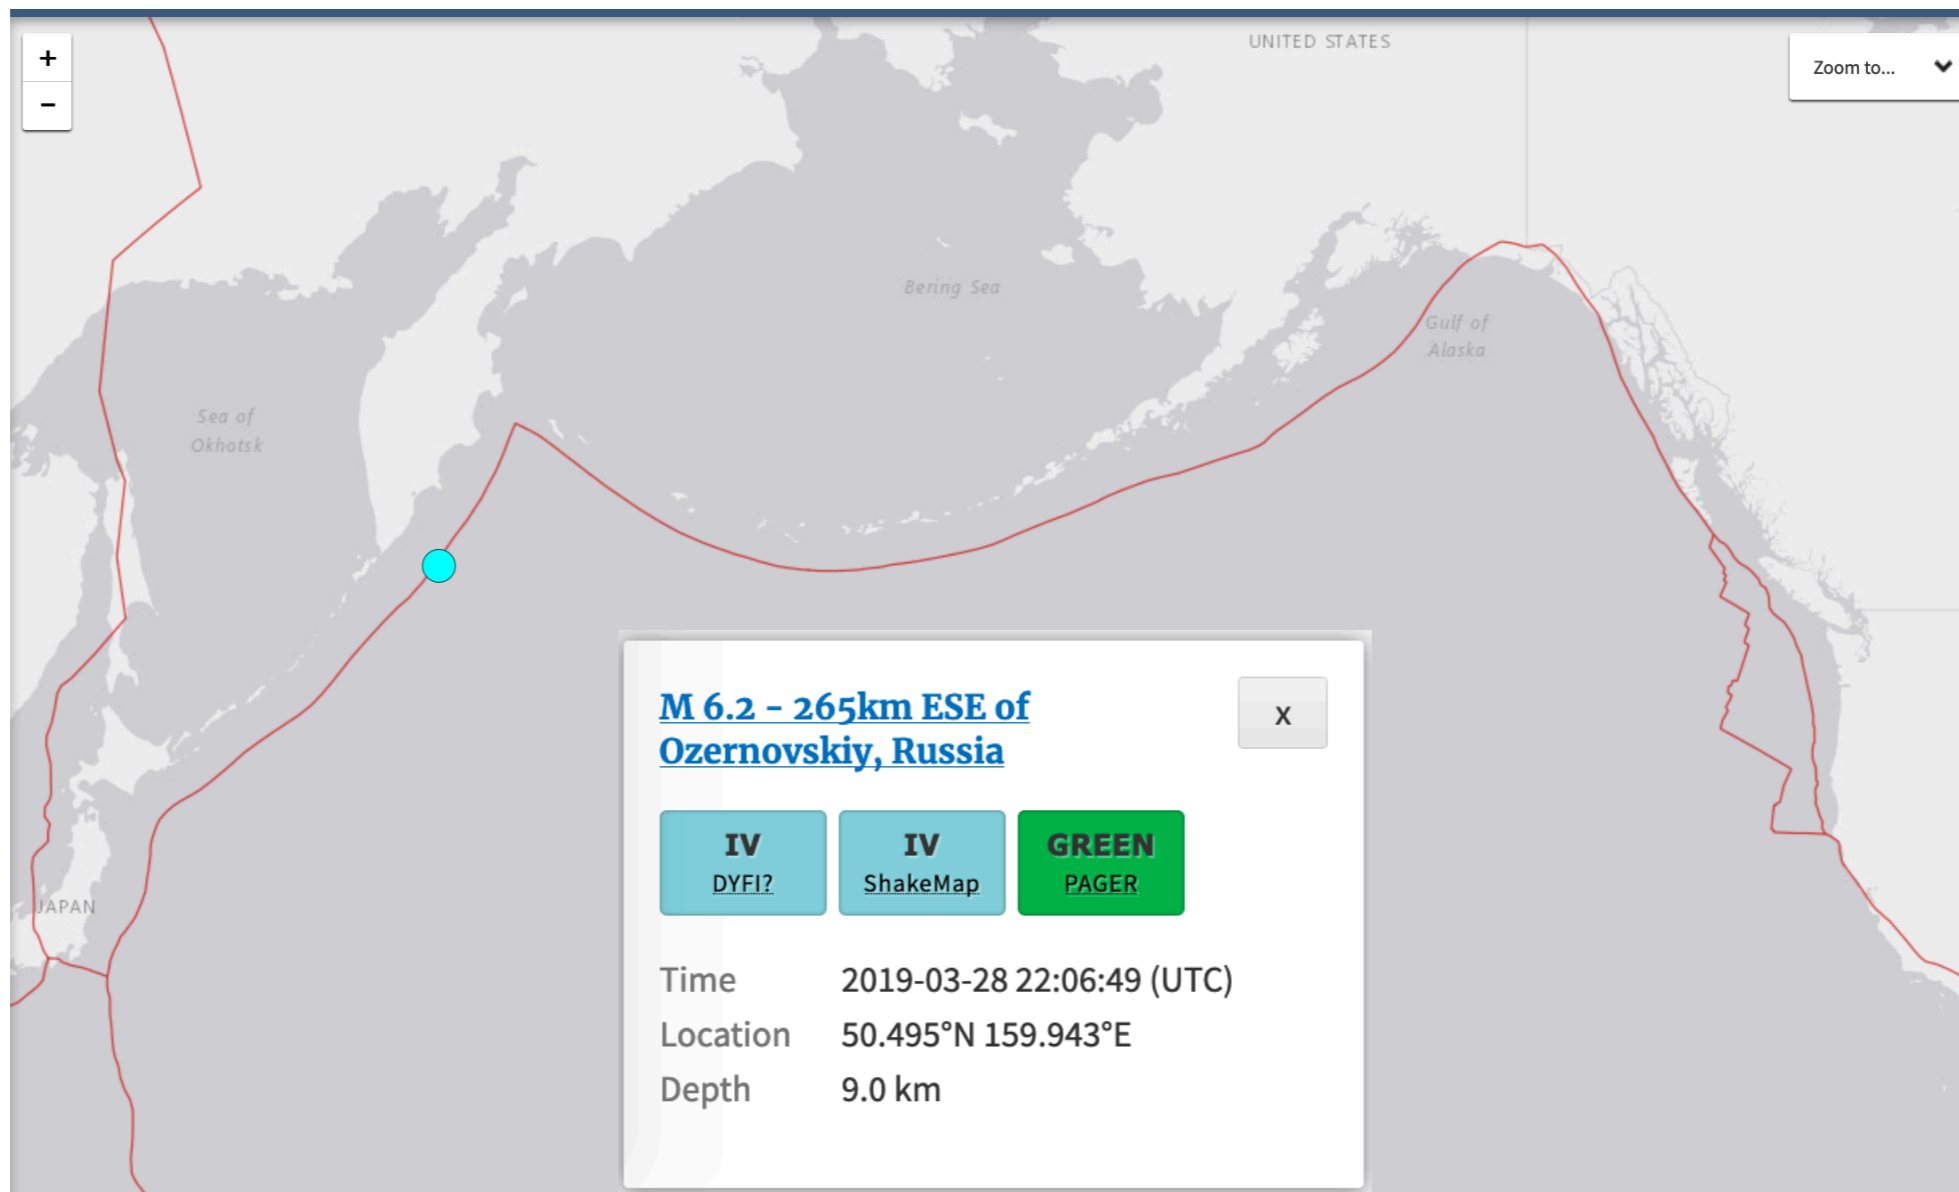 +
−
UNITED STATES
Zoom to...
Bering Sea
Gulf of
Alaska
Sea of
Okhotsk
JAPAN
M 6.2 - 265km ESE of
Ozernovskiy, Russia
X
IV
DYFI?
IV
ShakeMap
GREEN
PAGER
Time 2019-03-28 22:06:49 (UTC)
Location 50.495°N 159.943°E
Depth 9.0 km